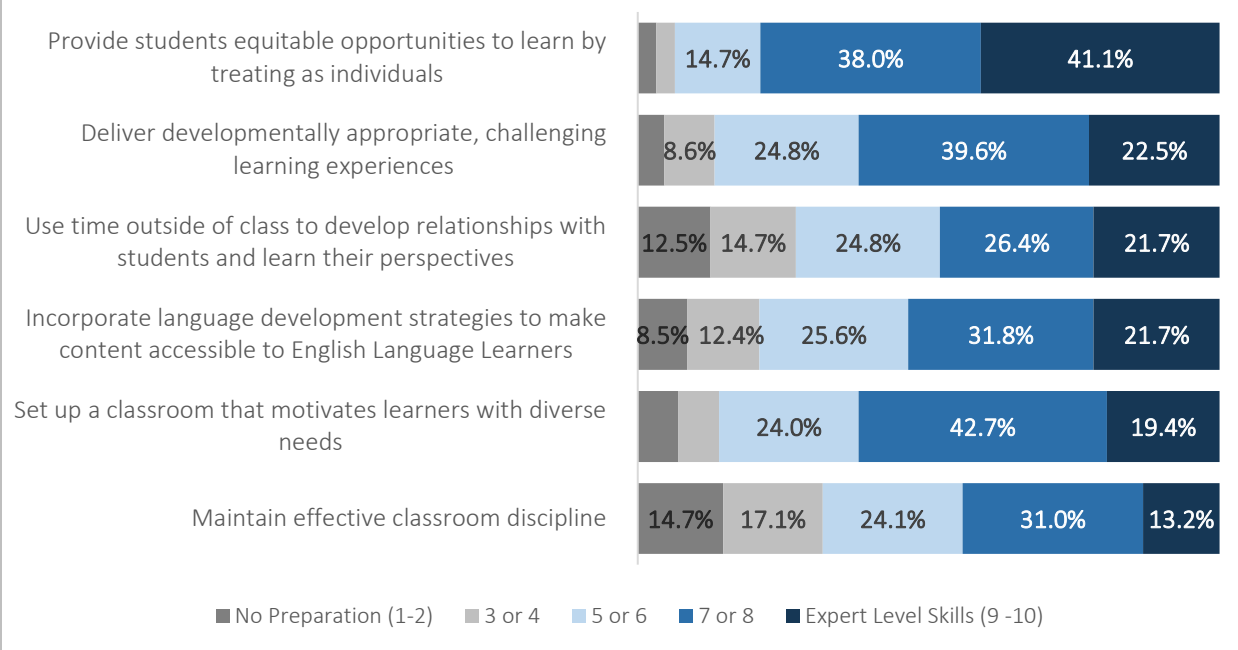 Provide students equitable opportunities to learn by
treating as individuals
14.7% 38.0% 41.1%
Deliver developmentally appropriate, challenging
learning experiences
8.6% 24.8% 39.6% 22.5%
Use time outside of class to develop relationships with
students and learn their perspectives
12.5% 14.7% 24.8% 26.4% 21.7%
Incorporate language development strategies to make
content accessible to English Language Learners
8.5% 12.4% 25.6% 31.8% 21.7%
Set up a classroom that motivates learners with diverse
needs
24.0% 42.7% 19.4%
Maintain effective classroom discipline
14.7% 17.1% 24.1% 31.0% 13.2%
No Preparation (1-2) 3 or 4 5 or 6 7 or 8 Expert Level Skills (9 -10)